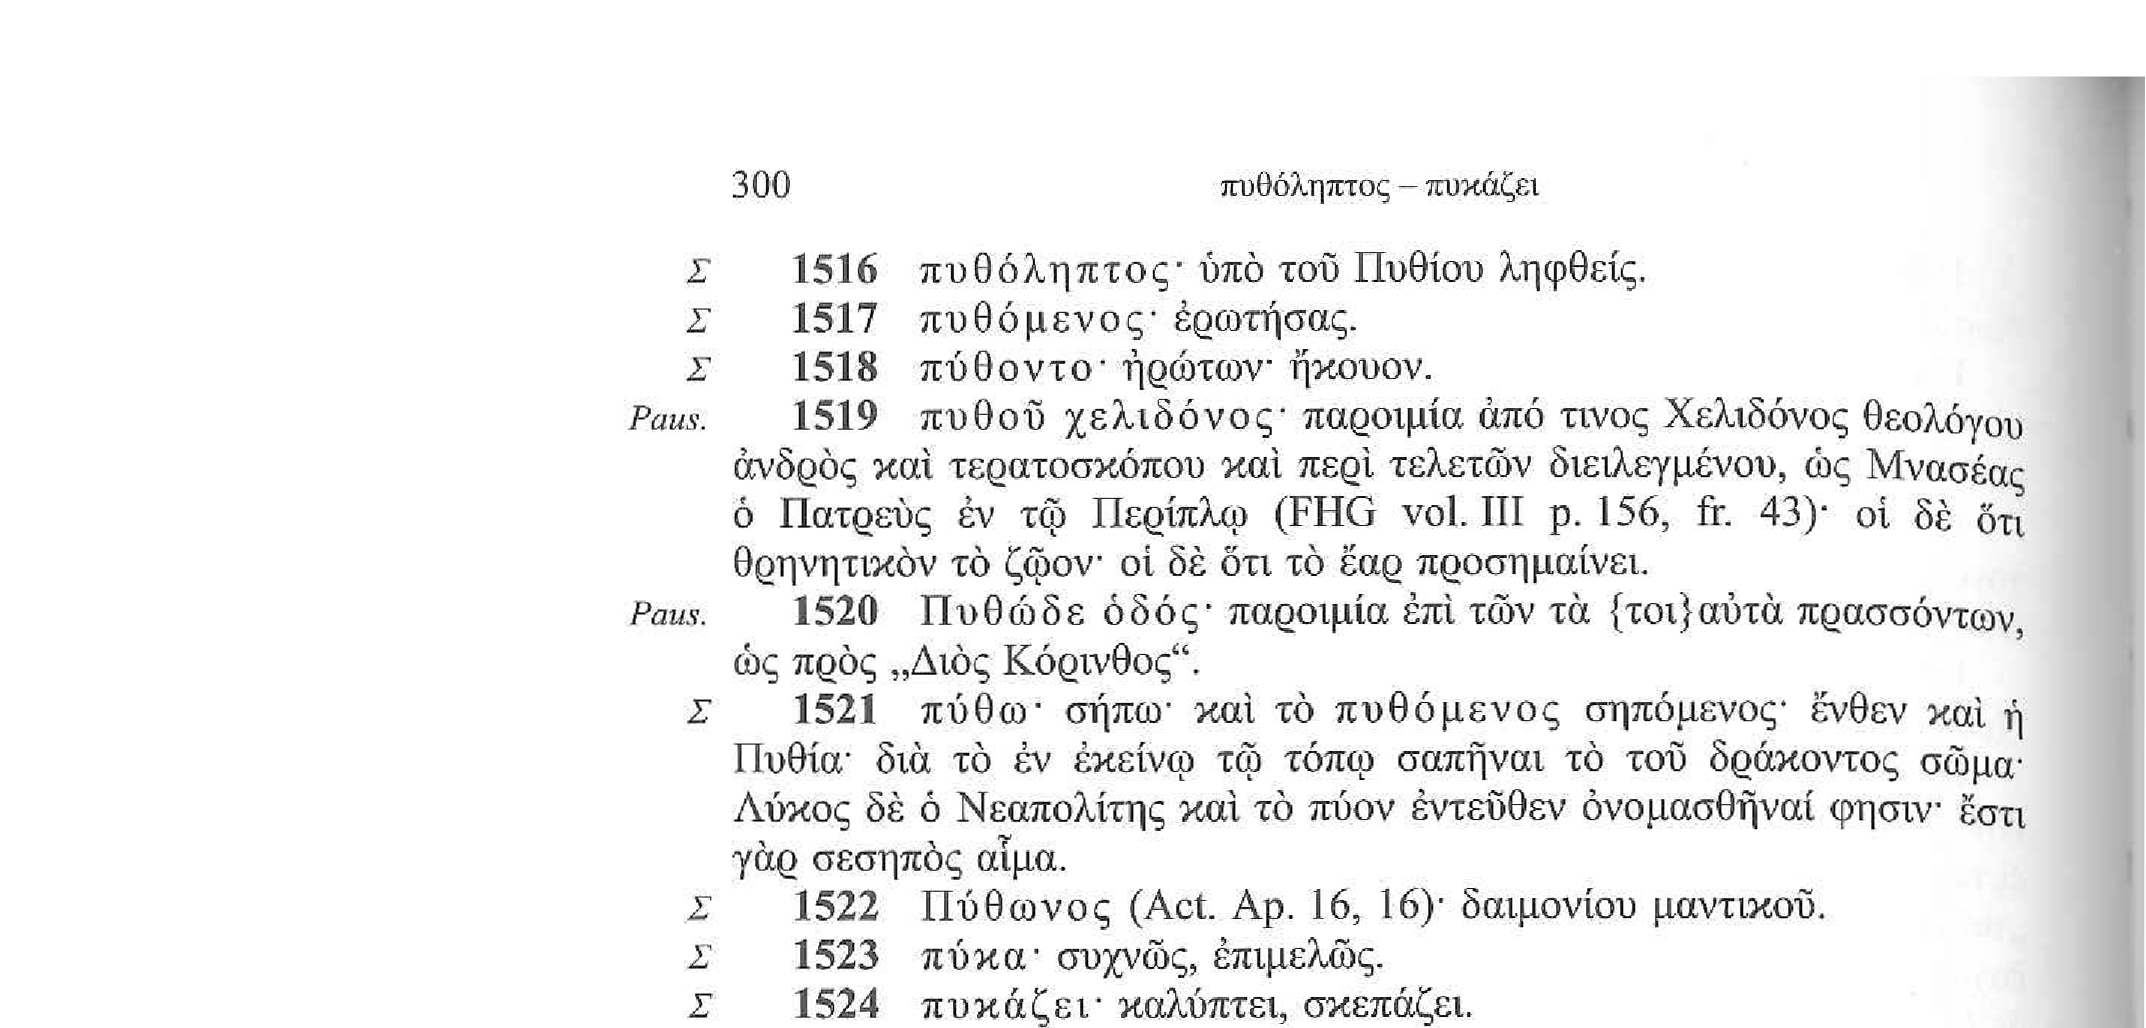 300 πυθόληπτος – πυκάζει
Σ 1516 πυθόληπτος· ὑπὸ τοῦ Πυθίου ληφθείς.
Σ 1517 πυθόμενος· ἐρωτήσας.
Σ 1518 πύθοντο· ἠρώτων· ἤκουον.
Paus. 1519 πυθοῦ χελιδόνος· παροιμία ἀπό τινος Χελιδόνος θεολόγου
ἀνδρὸς καὶ τερατοσκόπου καὶ περὶ τελετῶν διειλεγμένου, ὡς Μνασέας
ὁ Πατρεὺς ἐν τῷ Περίπλῳ (FHG vol. III p. 156, fr. 43)· οἱ δὲ ὅτι
θρηνητικὸν τὸ ζῷον· οἱ δὲ ὅτι τὸ ἔαρ προσημαίνει.
Paus. 1520 Πυθώδε ὁδός· παροιμία ἐπὶ τῶν τὰ {τοι}αὐτὰ πρασσόντων,
ὡς πρὸς „Διὸς Κόρινθος“.
Σ 1521 πύθω· σήπω· καὶ τὸ πυθόμενος σηπόμενος· ἔνθεν καὶ ἡ
Πυθία· διὰ τὸ ἐν ἐκείνῳ τῷ τόπῳ σαπῆναι τὸ τοῦ δράκοντος σῶμα·
Λύκος δὲ ὁ Νεαπολίτης καὶ τὸ πύον ἐντεῦθεν ὀνομασθῆναί φησιν· ἔστι
γὰρ σεσηπὸς αἷμα.
Σ 1522 Πύθωνος (Act. Ap. 16, 16)· δαιμονίου μαντικοῦ.
Σ 1523 πύκα· συχνῶς, ἐπιμελῶς.
Σ 1524 πυκάζει· καλύπτει, σκεπάζει.